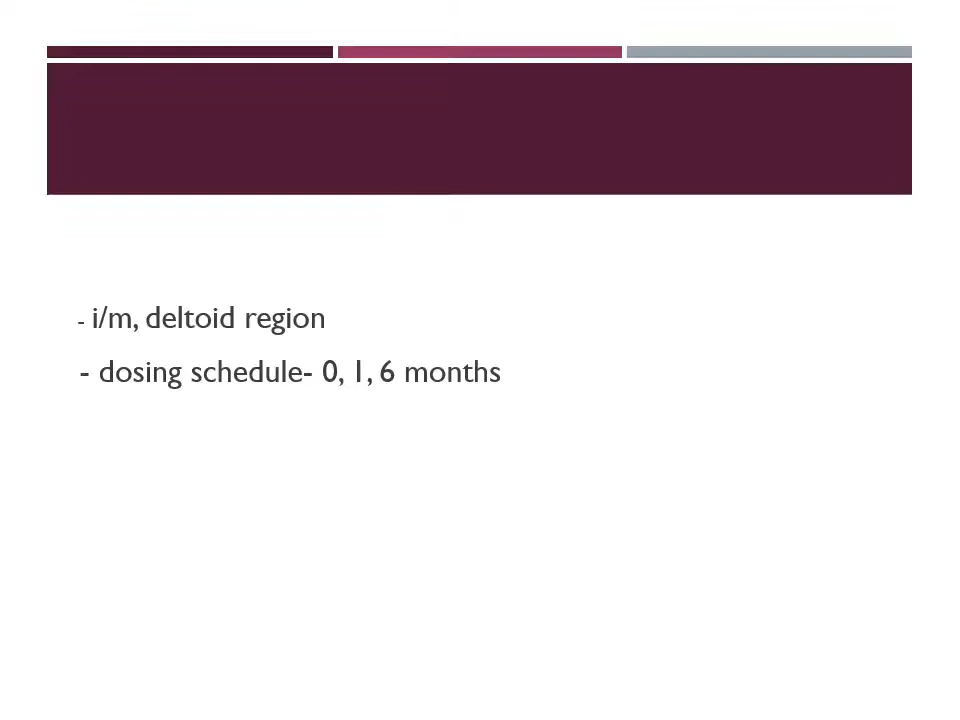 - i/m, deltoid region
- dosing schedule- 0, 1, 6 months